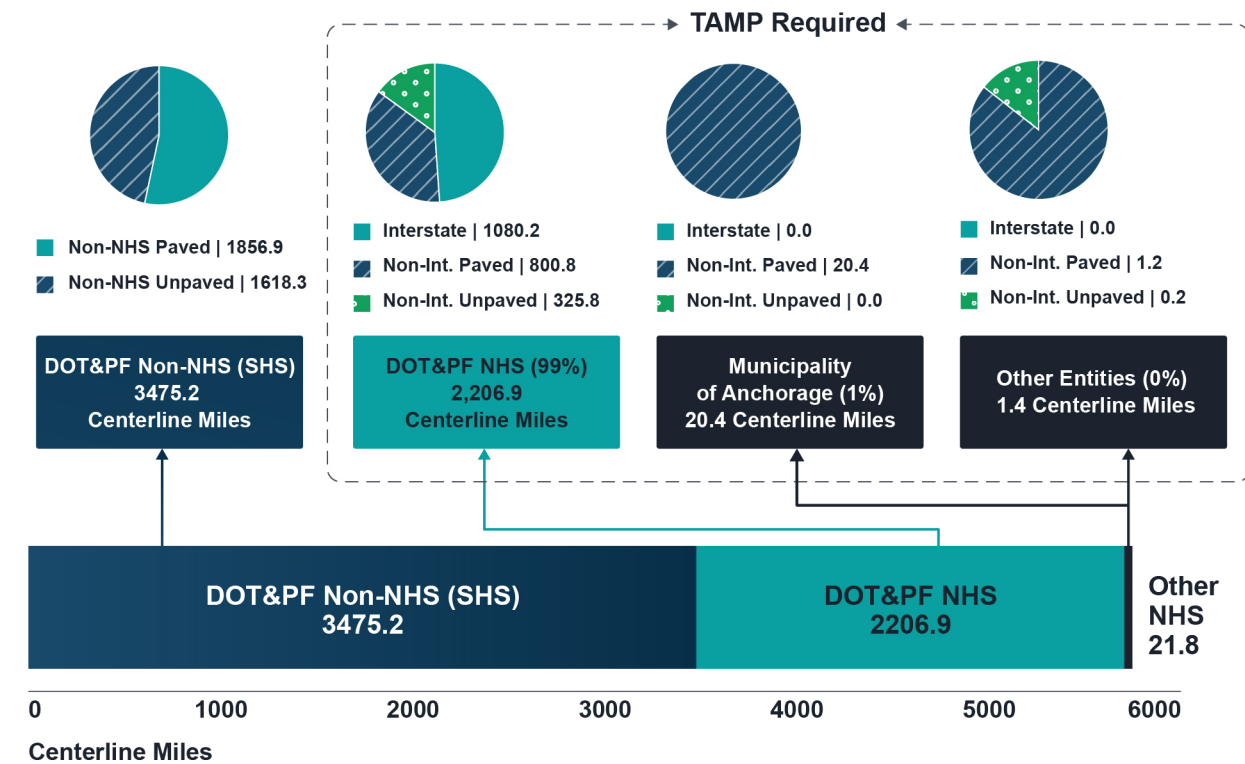 TAMP Required
Non-NHS Paved | 1856.9
Non-NHS Unpaved | 1618.3
Interstate | 1080.2
Non-Int. Paved | 800.8
Non-Int. Unpaved | 325.8
Interstate | 0.0
Non-Int. Paved | 20.4
Non-Int. Unpaved | 0.0
Interstate | 0.0
Non-Int. Paved | 1.2
Non-Int. Unpaved | 0.2
DOT&PF Non-NHS (SHS)
3475.2
Centerline Miles
DOT&PF NHS (99%)
2,206.9
Centerline Miles
Municipality
of Anchorage (1%)
20.4 Centerline Miles
Other Entities (0%)
1.4 Centerline Miles
DOT&PF Non-NHS (SHS)
3475.2
DOT&PF NHS
2206.9
Other
NHS
21.8
0 1000 2000 3000 4000 5000 6000
Centerline Miles